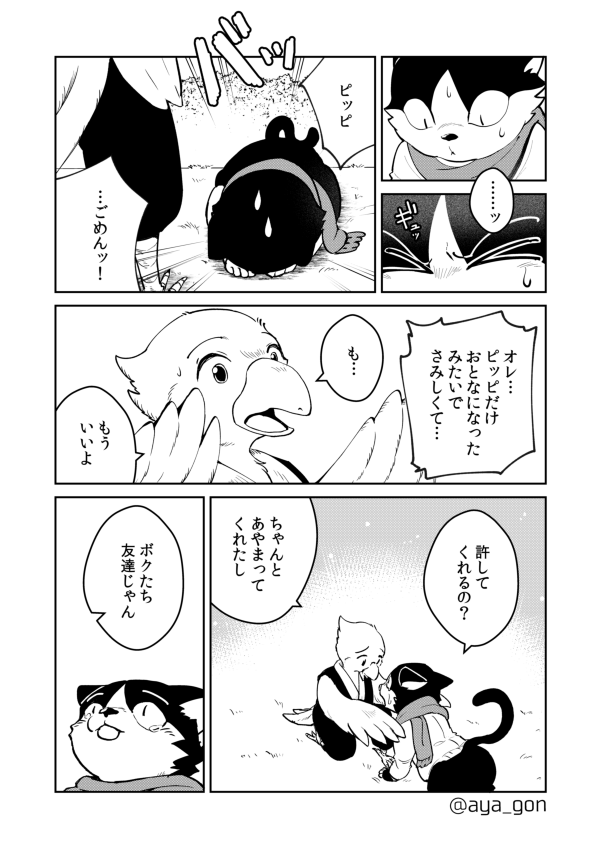 ……ッ
ギュッ
ピッピ
バッ
…ごめんッ！
オレ…
ピッピだけ
おとなになった
みたいで
さみしくて…
も…
もう
いいよ
許して
くれるの？
ちゃんと
あやまって
くれたし
ボクたち
友達じゃん
@aya_gon